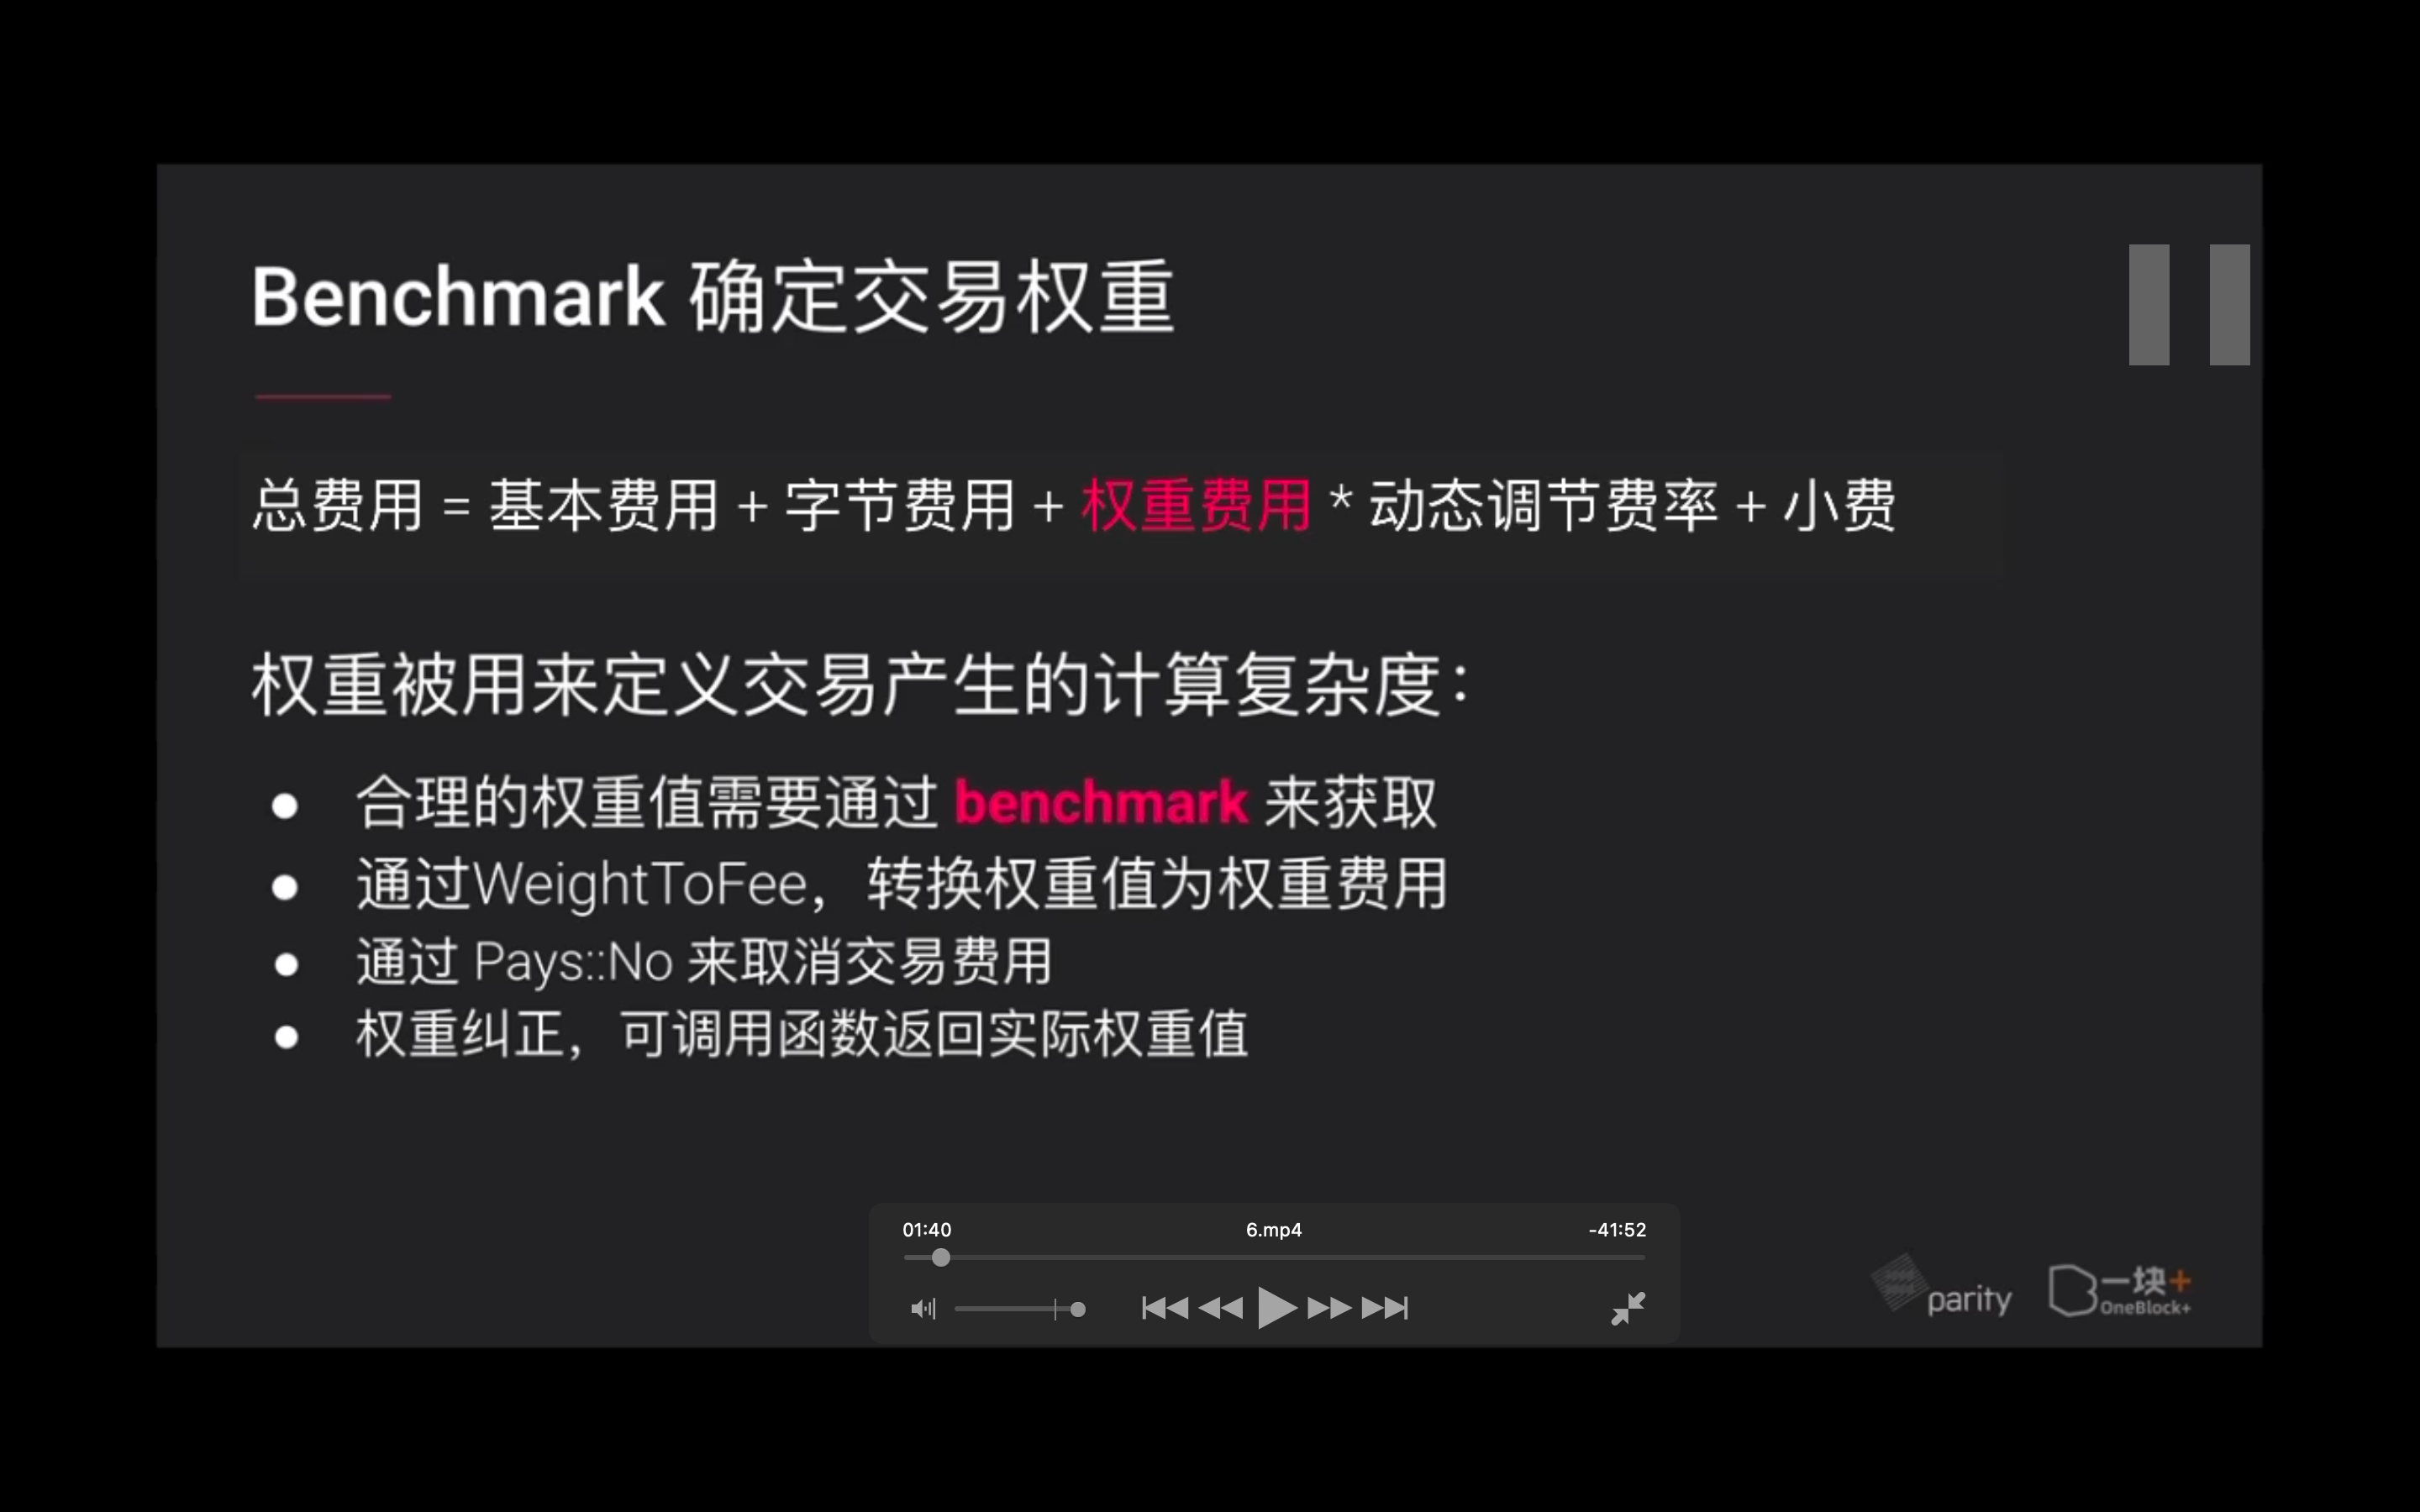 Benchmark 确定交易权重
总费用 = 基本费用 + 字节费用 + 权重费用 * 动态调节费率 + 小费
权重被用来定义交易产生的计算复杂度：
● 合理的权重值需要通过 benchmark 来获取
● 通过WeightToFee，转换权重值为权重费用
● 通过 Pays::No 来取消交易费用
● 权重纠正，可调用函数返回实际权重值
01:40 6.mp4 -41:52
parity 一块+
OneBlock+